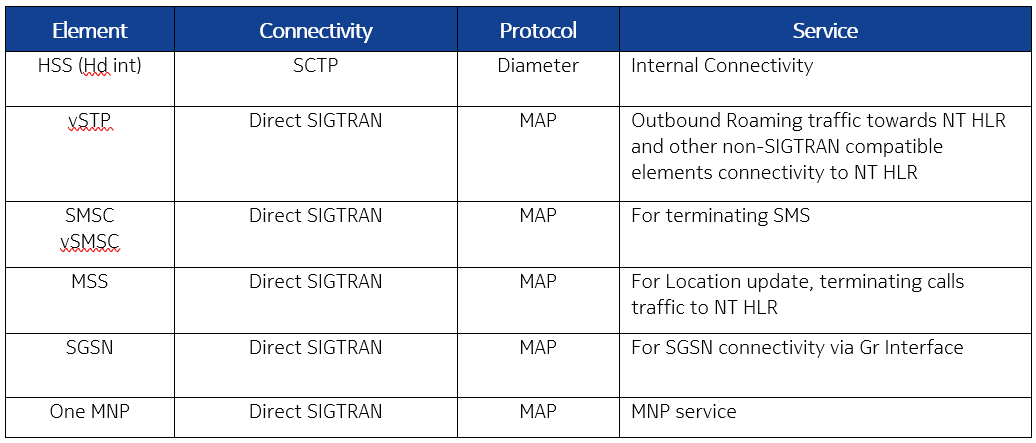 Element Connectivity Protocol Service
HSS (Hd int) SCTP Diameter Internal Connectivity
vSTP Direct SIGTRAN MAP Outbound Roaming traffic towards NT HLR
and other non-SIGTRAN compatible
elements connectivity to NT HLR
SMSC Direct SIGTRAN MAP For terminating SMS
vSMSC
MSS Direct SIGTRAN MAP For Location update, terminating calls
traffic to NT HLR
SGSN Direct SIGTRAN MAP For SGSN connectivity via Gr Interface
One MNP Direct SIGTRAN MAP MNP service